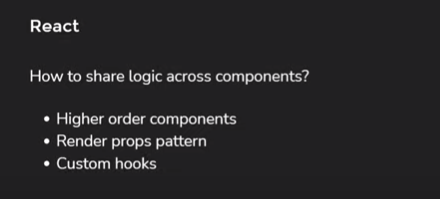 React
How to share logic across components?
• Higher order components
• Render props pattern
• Custom hooks